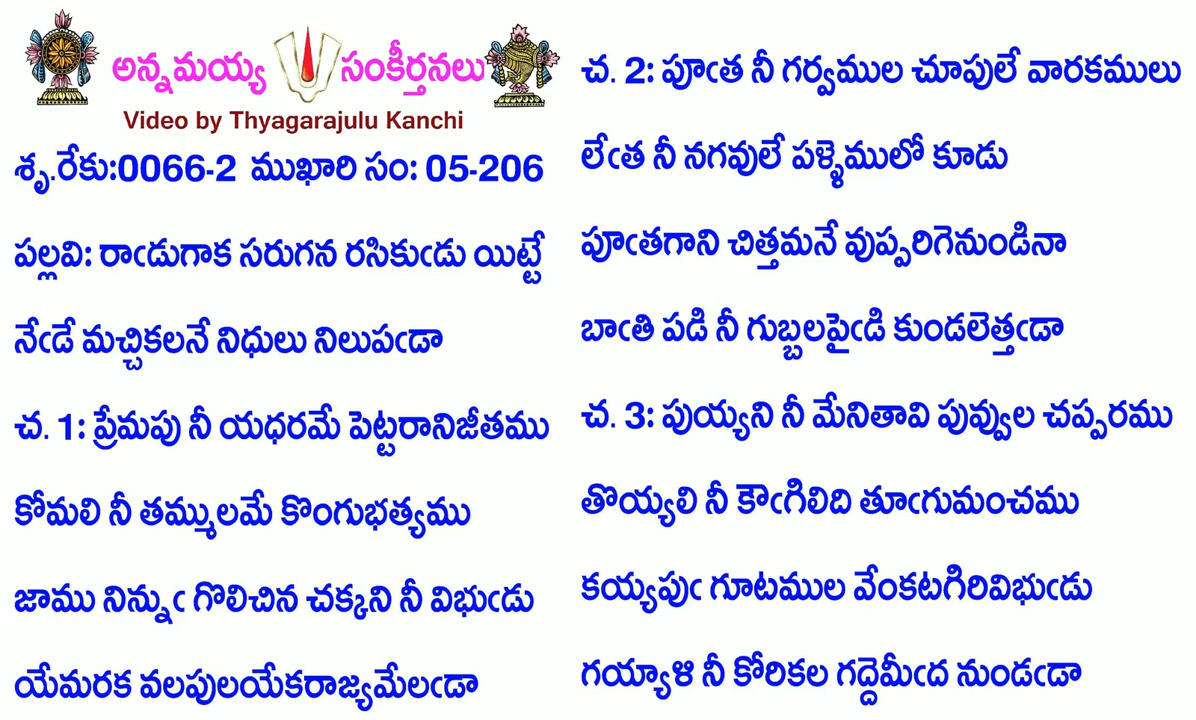 అన్నమయ్య సంకీర్తనలు
Video by Thyagarajulu Kanchi
శృ.రేకు:0066-2 ముఖారి సం: 05-206
పల్లవి: రాఁడుగాక సరుగన రసికుఁడు యిట్టే
నేఁడే మచ్చికలనే నిధులు నిలుపఁడా
చ. 1: ప్రేమపు నీ యధరమే పెట్టరానిజీతము
కోమలి నీ తమ్ములమే కొంగుభత్యము
జాము నిన్నుఁ గొలిచిన చక్కని నీ విభుఁడు
యేమరక వలపులయేకరాజ్యమేలఁడా
చ. 2: పూఁత నీ గర్వముల చూపులే వారకములు
లేఁత నీ నగవులే పళ్ళెములో కూడు
పూఁతగాని చిత్తమనే వుప్పరిగెనుండినా
బాఁతి పడి నీ గుబ్బలపైఁడి కుండలెత్తఁడా
చ. 3: పుయ్యని నీ మేనితావి పువ్వుల చప్పరము
తొయ్యలి నీ కౌఁగిలిది తూఁగుమంచము
కయ్యపుఁ గూటముల వేంకటగిరివిభుఁడు
గయ్యాళి నీ కోరికల గద్దెమీఁద నుండఁడా